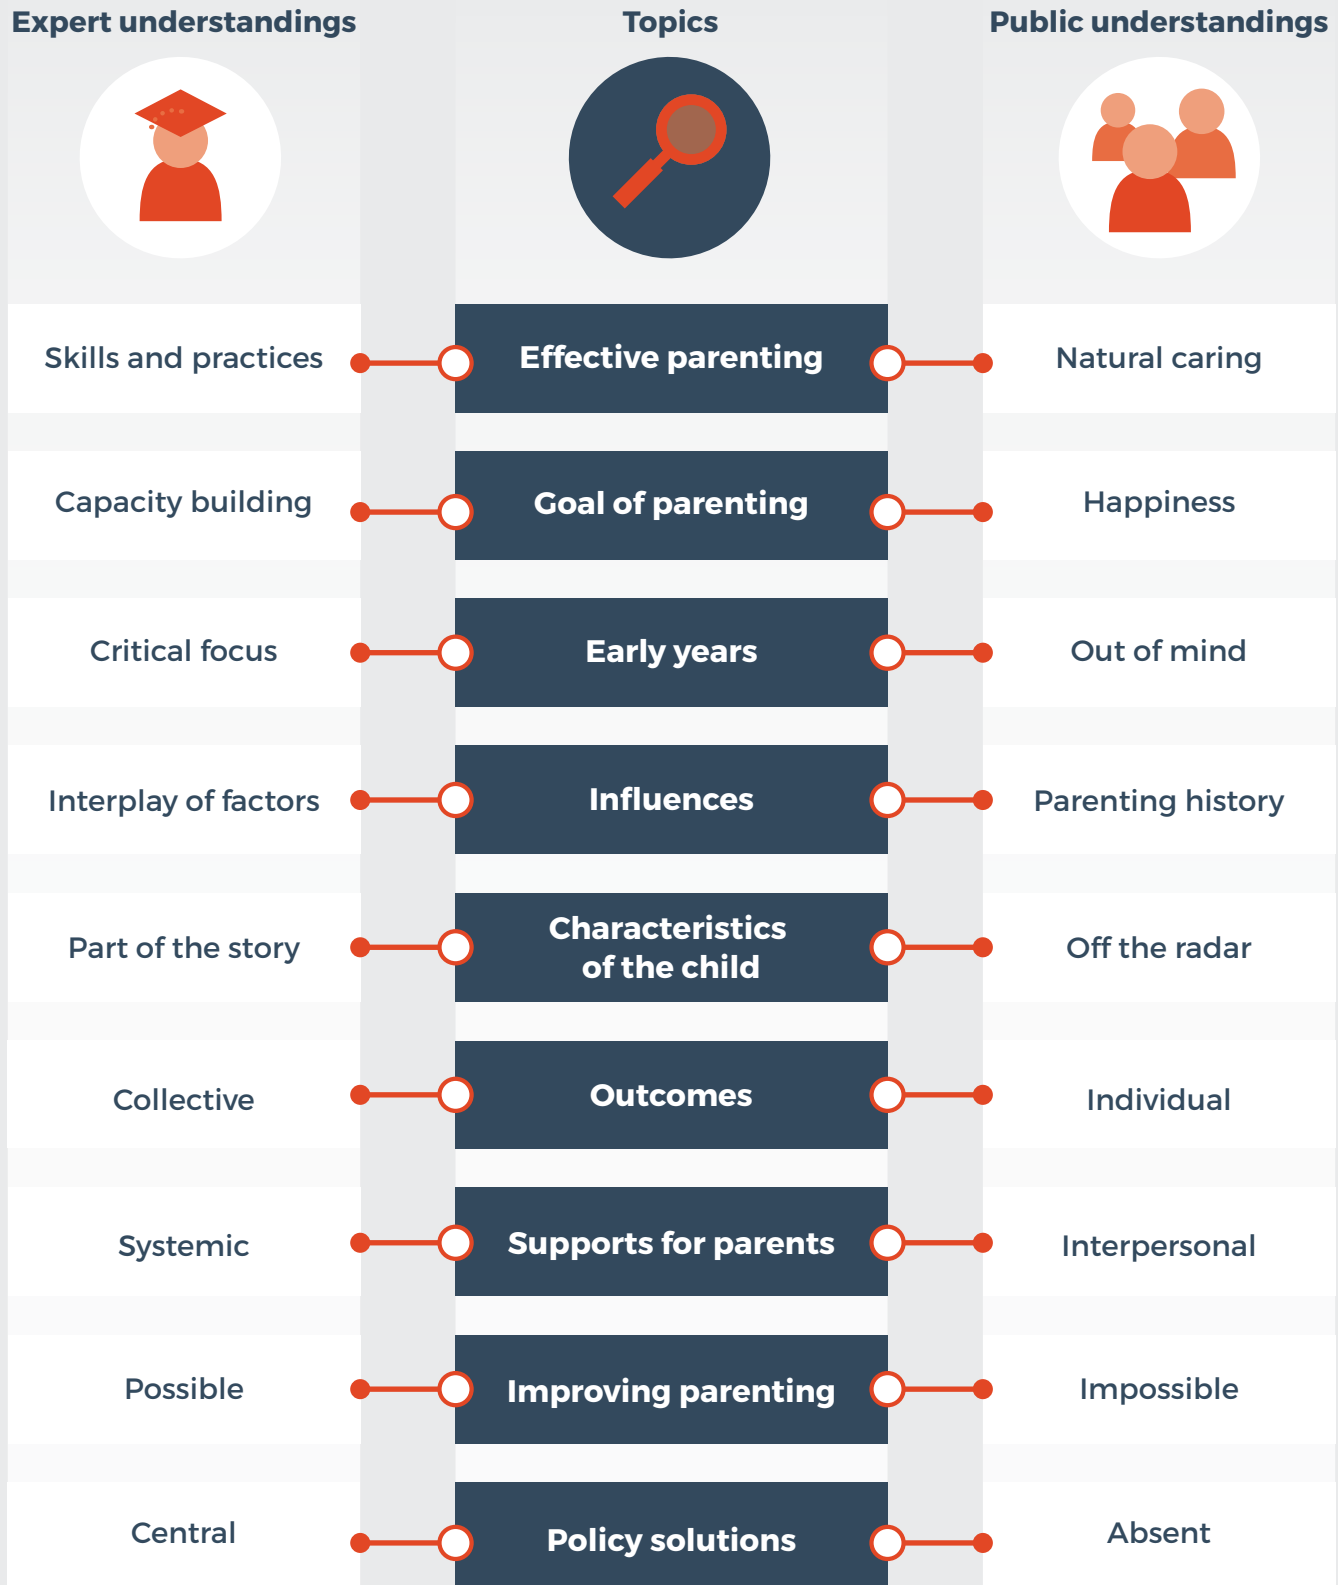 Expert understandings
Topics
Public understandings
Skills and practices
Effective parenting
Natural caring
Capacity building
Goal of parenting
Happiness
Critical focus
Early years
Out of mind
Interplay of factors
Influences
Parenting history
Part of the story
Characteristics
of the child
Off the radar
Collective
Outcomes
Individual
Systemic
Supports for parents
Interpersonal
Possible
Improving parenting
Impossible
Central
Policy solutions
Absent